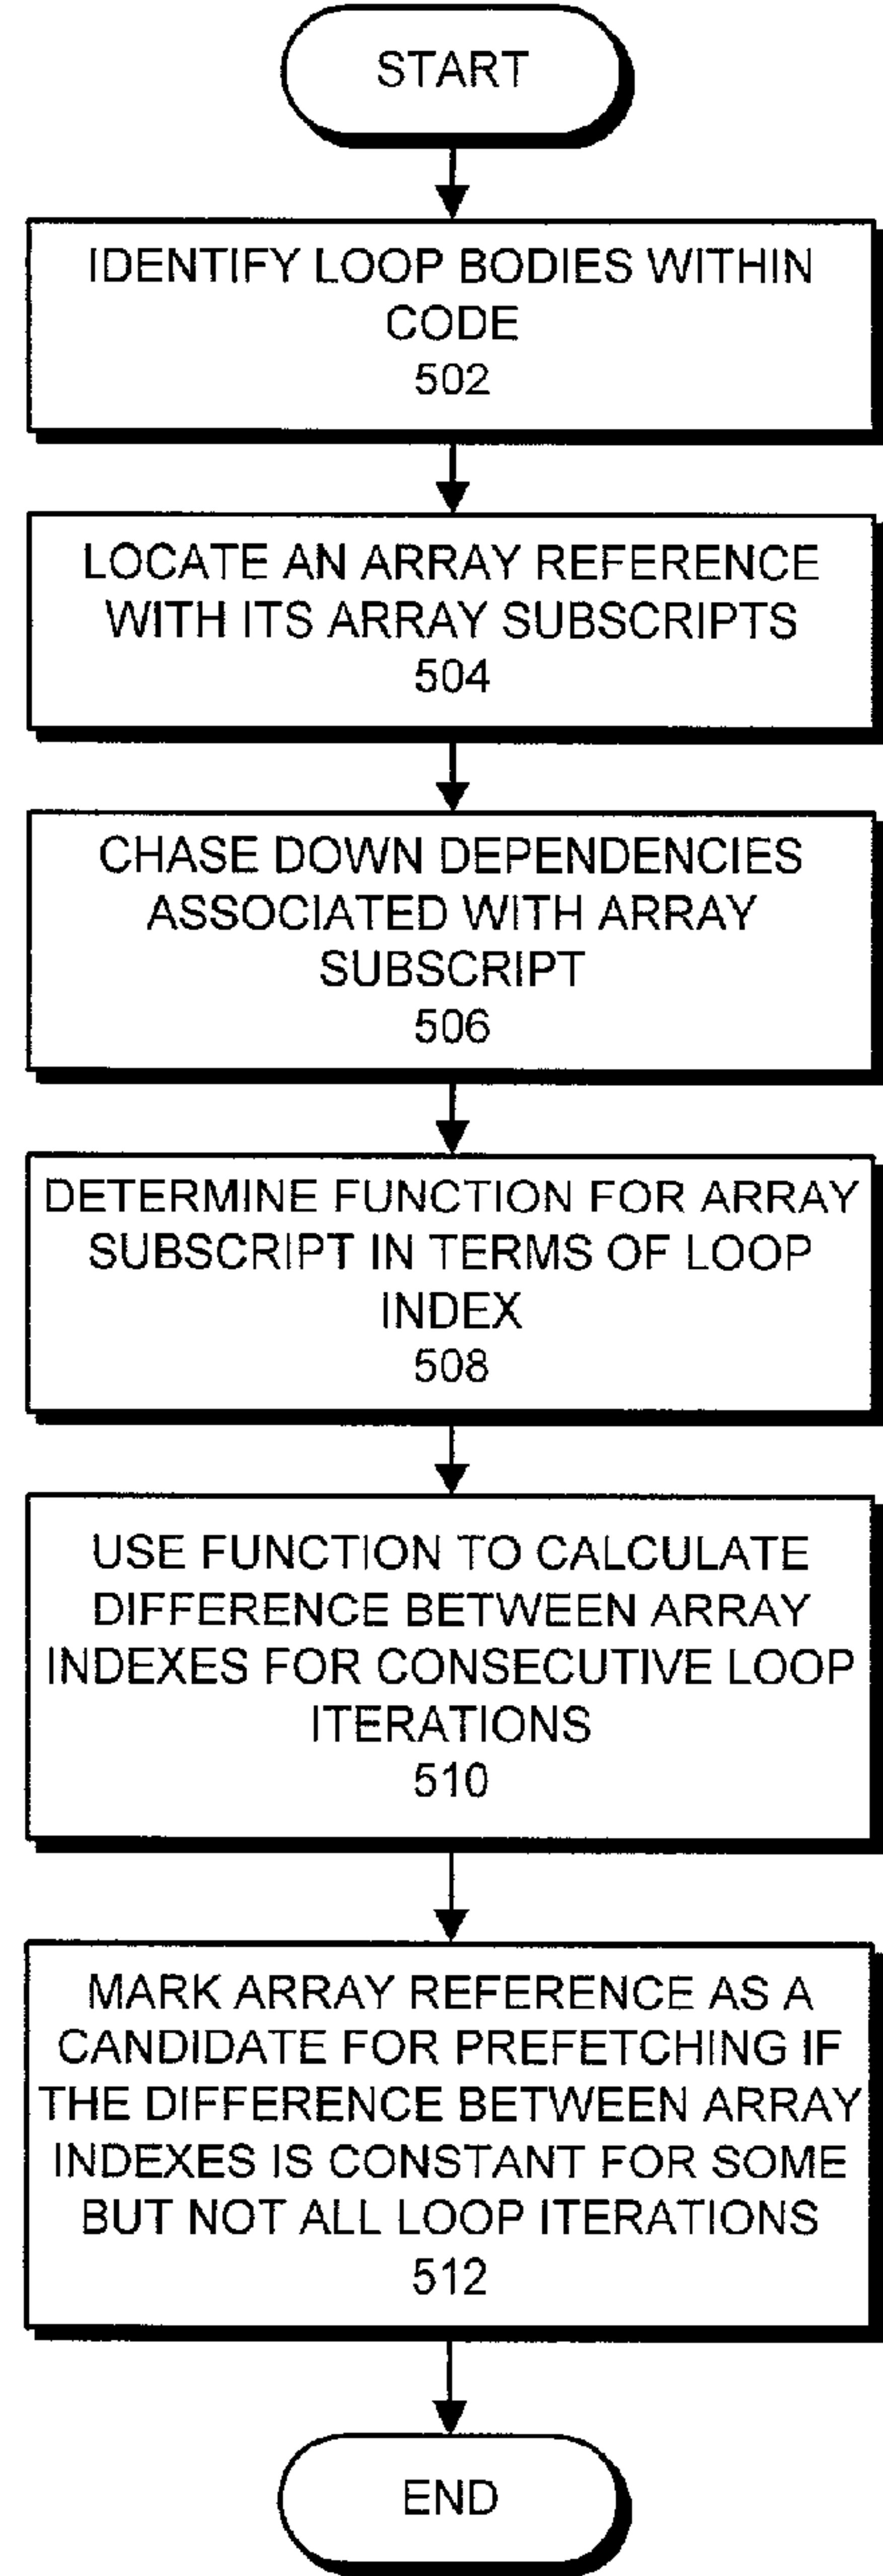 START
IDENTIFY LOOP BODIES WITHIN
CODE
502
LOCATE AN ARRAY REFERENCE
WITH ITS ARRAY SUBSCRIPTS
504
CHASE DOWN DEPENDENCIES
ASSOCIATED WITH ARRAY
SUBSCRIPT
506
DETERMINE FUNCTION FOR ARRAY
SUBSCRIPT IN TERMS OF LOOP
INDEX
508
USE FUNCTION TO CALCULATE
DIFFERENCE BETWEEN ARRAY
INDEXES FOR CONSECUTIVE LOOP
ITERATIONS
510
MARK ARRAY REFERENCE AS A
CANDIDATE FOR PREFETCHING IF
THE DIFFERENCE BETWEEN ARRAY
INDEXES IS CONSTANT FOR SOME
BUT NOT ALL LOOP ITERATIONS
512
END